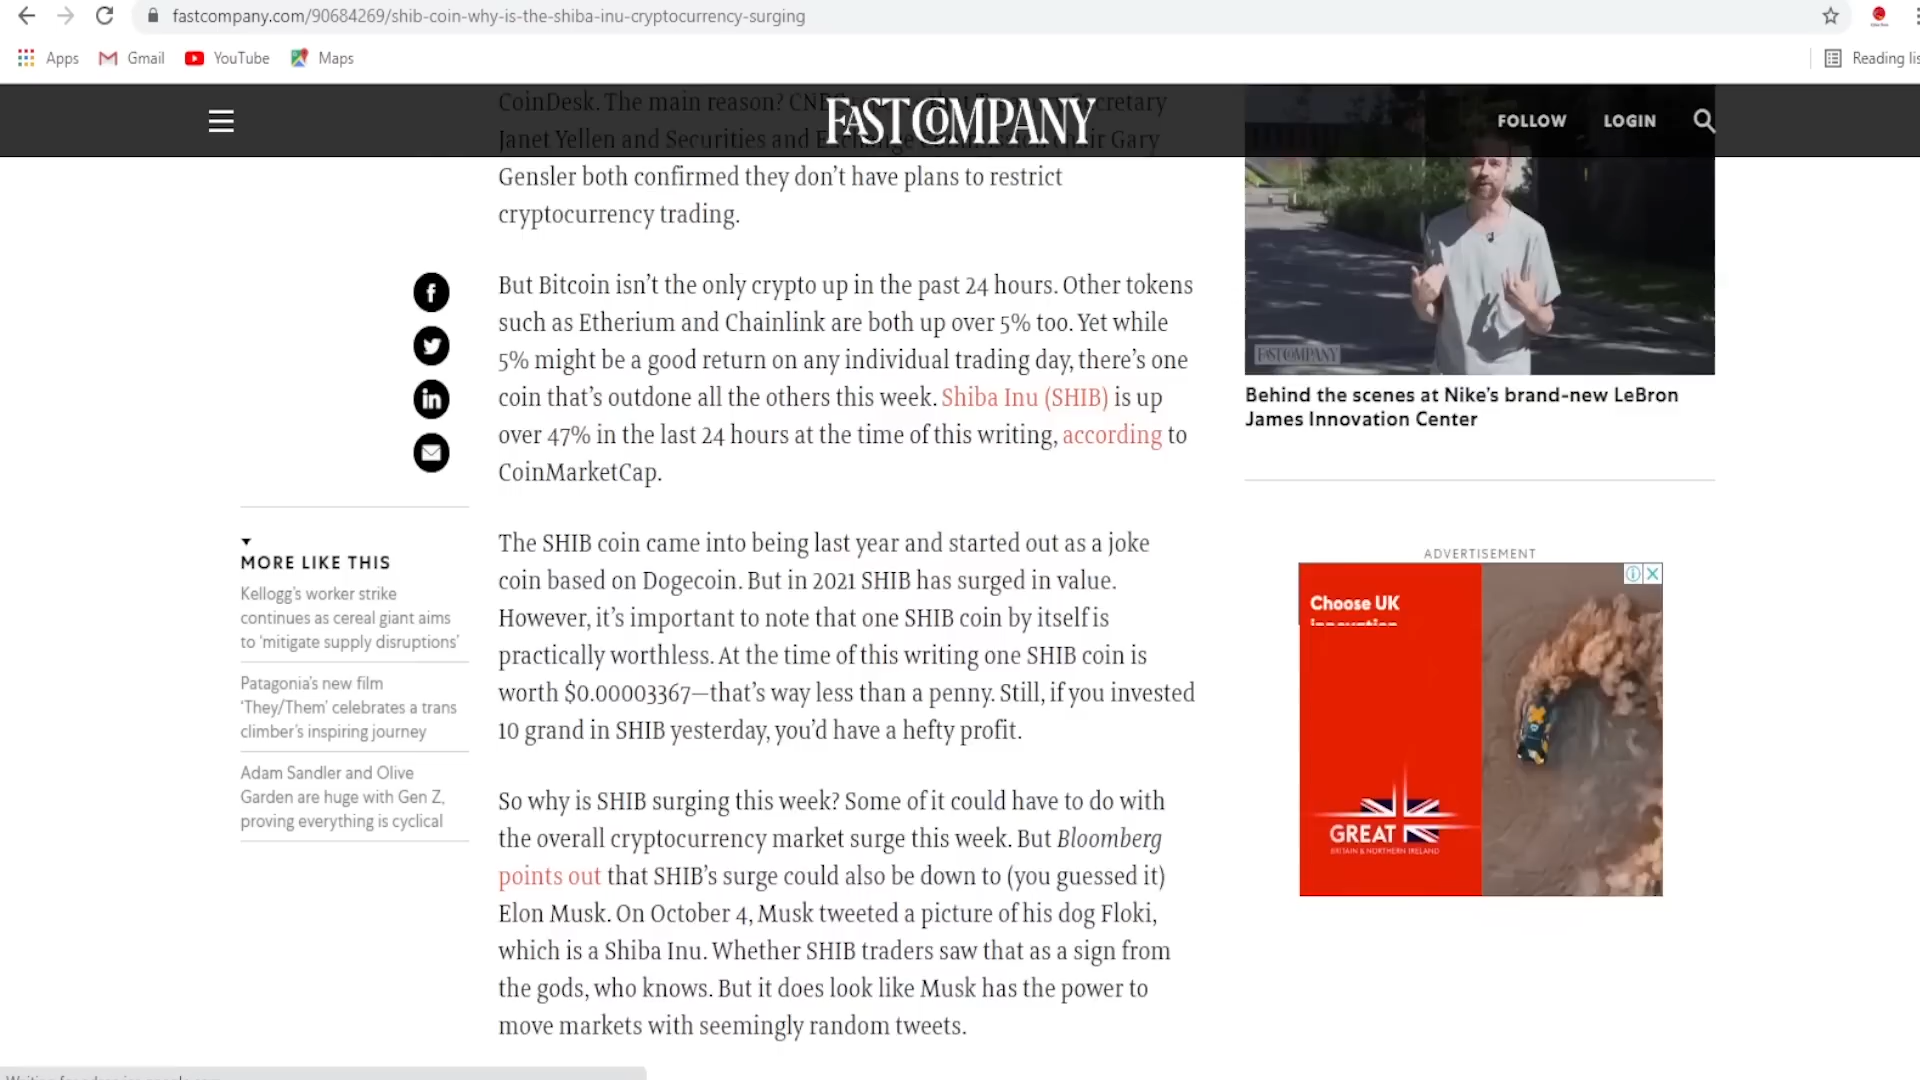 fastcompany.com/90684269/shib-coin-why-is-the-shiba-inu-cryptocurrency-surging
Apps Gmail YouTube Maps Reading lis
FAST COMPANY
FOLLOW LOGIN
CoinDesk. The main reason? Secretary
Janet Yellen and Securities and Gary
Gensler both confirmed they don’t have plans to restrict
cryptocurrency trading.
But Bitcoin isn’t the only crypto up in the past 24 hours. Other tokens
such as Etherium and Chainlink are both up over 5% too. Yet while
5% might be a good return on any individual trading day, there’s one
coin that’s outdone all the others this week. Shiba Inu (SHIB) is up
over 47% in the last 24 hours at the time of this writing, according to
CoinMarketCap.
The SHIB coin came into being last year and started out as a joke
coin based on Dogecoin. But in 2021 SHIB has surged in value.
However, it’s important to note that one SHIB coin by itself is
practically worthless. At the time of this writing one SHIB coin is
worth $0.00003367—that’s way less than a penny. Still, if you invested
10 grand in SHIB yesterday, you’d have a hefty profit.
So why is SHIB surging this week? Some of it could have to do with
the overall cryptocurrency market surge this week. But Bloomberg
points out that SHIB’s surge could also be down to (you guessed it)
Elon Musk. On October 4, Musk tweeted a picture of his dog Floki,
which is a Shiba Inu. Whether SHIB traders saw that as a sign from
the gods, who knows. But it does look like Musk has the power to
move markets with seemingly random tweets.
MORE LIKE THIS
Kellogg’s worker strike
continues as cereal giant aims
to ‘mitigate supply disruptions’
Patagonia’s new film
‘They/Them’ celebrates a trans
climber’s inspiring journey
Adam Sandler and Olive
Garden are huge with Gen Z,
proving everything is cyclical
FAST COMPANY
Behind the scenes at Nike’s brand-new LeBron
James Innovation Center
ADVERTISEMENT
Choose UK
GREAT
BRITAIN & NORTHERN IRELAND